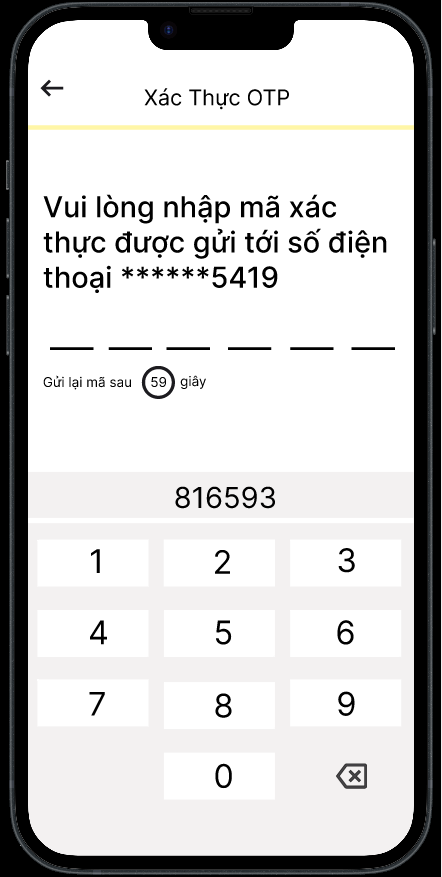 Xác Thực OTP
Vui lòng nhập mã xác
thực được gửi tới số điện
thoại ******5419
Gửi lại mã sau 59 giây
816593
1 2 3
4 5 6
7 8 9
0